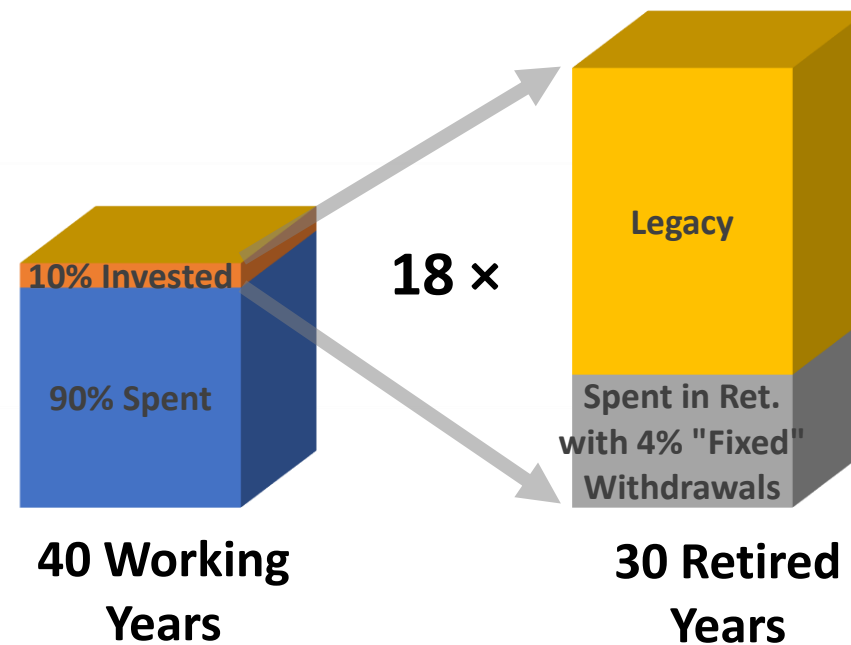 10% Invested
90% Spent
40 Working
Years
18 ×
Legacy
Spent in Ret.
with 4% "Fixed"
Withdrawals
30 Retired
Years